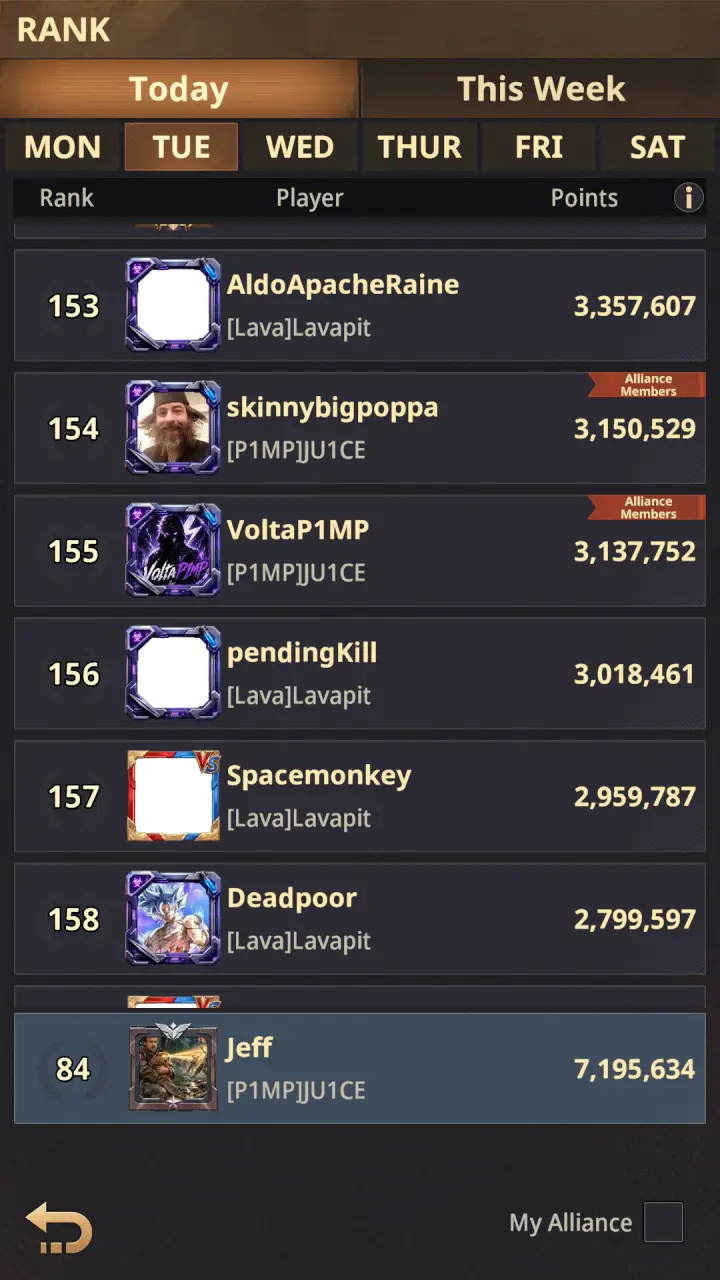 RANK
Today
This Week
MON TUE WED THUR FRI SAT
Rank Player Points
153
AldoApacheRaine
[Lava]Lavapit
3,357,607
Alliance
Members
154
skinnybigpoppa
[P1MP]JU1CE
3,150,529
Alliance
Members
155
VOLTAP1MP
VoltaP1MP
[P1MP]JU1CE
3,137,752
156
pendingKill
[Lava]Lavapit
3,018,461
157
VS
Spacemonkey
[Lava]Lavapit
2,959,787
158
Deadpoor
[Lava]Lavapit
2,799,597
VS
84
Jeff
[P1MP]JU1CE
7,195,634
My Alliance